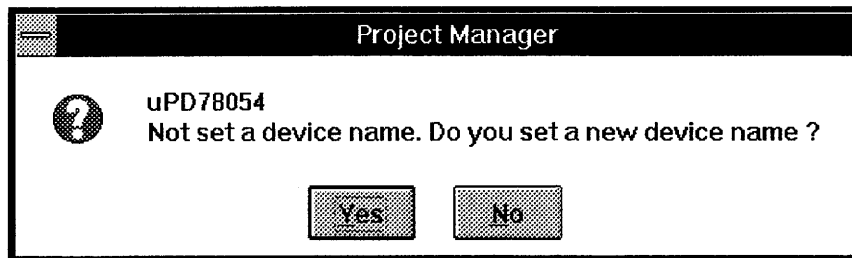 Project Manager
uPD78054
Not set a device name. Do you set a new device name ?
Yes No